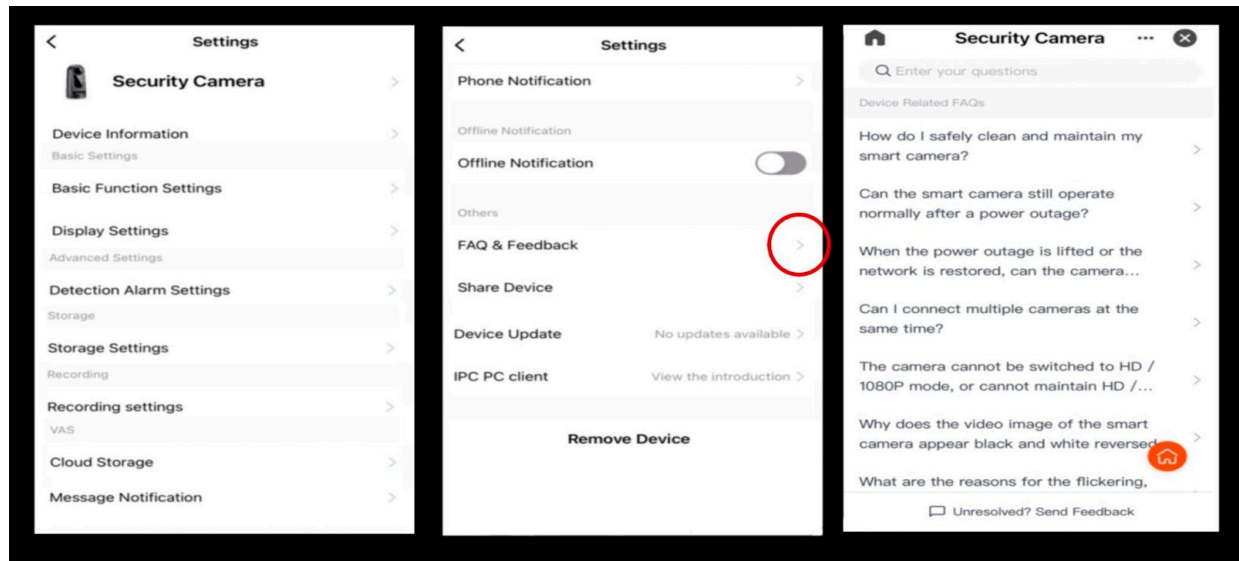 Settings
Security Camera
Device Information
Basic Settings
Basic Function Settings
Display Settings
Advanced Settings
Detection Alarm Settings
Storage
Storage Settings
Recording
Recording settings
VAS
Cloud Storage
Message Notification
Settings
Phone Notification
Offline Notification
Offline Notification
Others
FAQ & Feedback
Share Device
Device Update No updates available
IPC PC client View the introduction
Remove Device
Security Camera
Enter your questions
Device Related FAQs
How do I safely clean and maintain my
smart camera?
Can the smart camera still operate
normally after a power outage?
When the power outage is lifted or the
network is restored, can the camera...
Can I connect multiple cameras at the
same time?
The camera cannot be switched to HD /
1080P mode, or cannot maintain HD /...
Why does the video image of the smart
camera appear black and white reversed
What are the reasons for the flickering,
Unresolved? Send Feedback